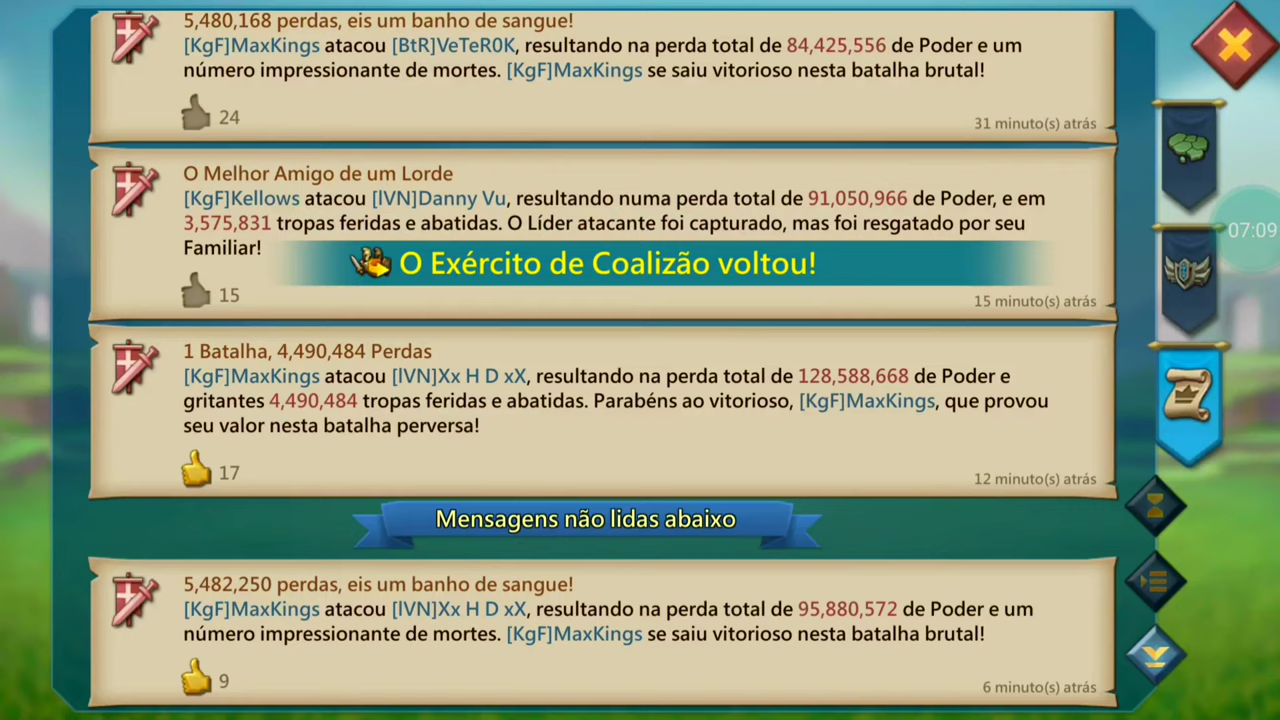 5,480,168 perdas, eis um banho de sangue!
[KgF]MaxKings atacou [BtR]VeTeR0K, resultando na perda total de 84,425,556 de Poder e um
número impressionante de mortes. [KgF]MaxKings se saiu vitorioso nesta batalha brutal!
24
31 minuto(s) atrás
O Melhor Amigo de um Lorde
[KgF]Kellows atacou [lVN]Danny Vu, resultando numa perda total de 91,050,966 de Poder, e em
3,575,831 tropas feridas e abatidas. O Líder atacante foi capturado, mas foi resgatado por seu
Familiar!
O Exército de Coalizão voltou!
15
15 minuto(s) atrás
07:09
1 Batalha, 4,490,484 Perdas
[KgF]MaxKings atacou [lVN]Xx H D xX, resultando na perda total de 128,588,668 de Poder e
gritantes 4,490,484 tropas feridas e abatidas. Parabéns ao vitorioso, [KgF]MaxKings, que provou
seu valor nesta batalha perversa!
17
12 minuto(s) atrás
Mensagens não lidas abaixo
5,482,250 perdas, eis um banho de sangue!
[KgF]MaxKings atacou [lVN]Xx H D xX, resultando na perda total de 95,880,572 de Poder e um
número impressionante de mortes. [KgF]MaxKings se saiu vitorioso nesta batalha brutal!
9
6 minuto(s) atrás